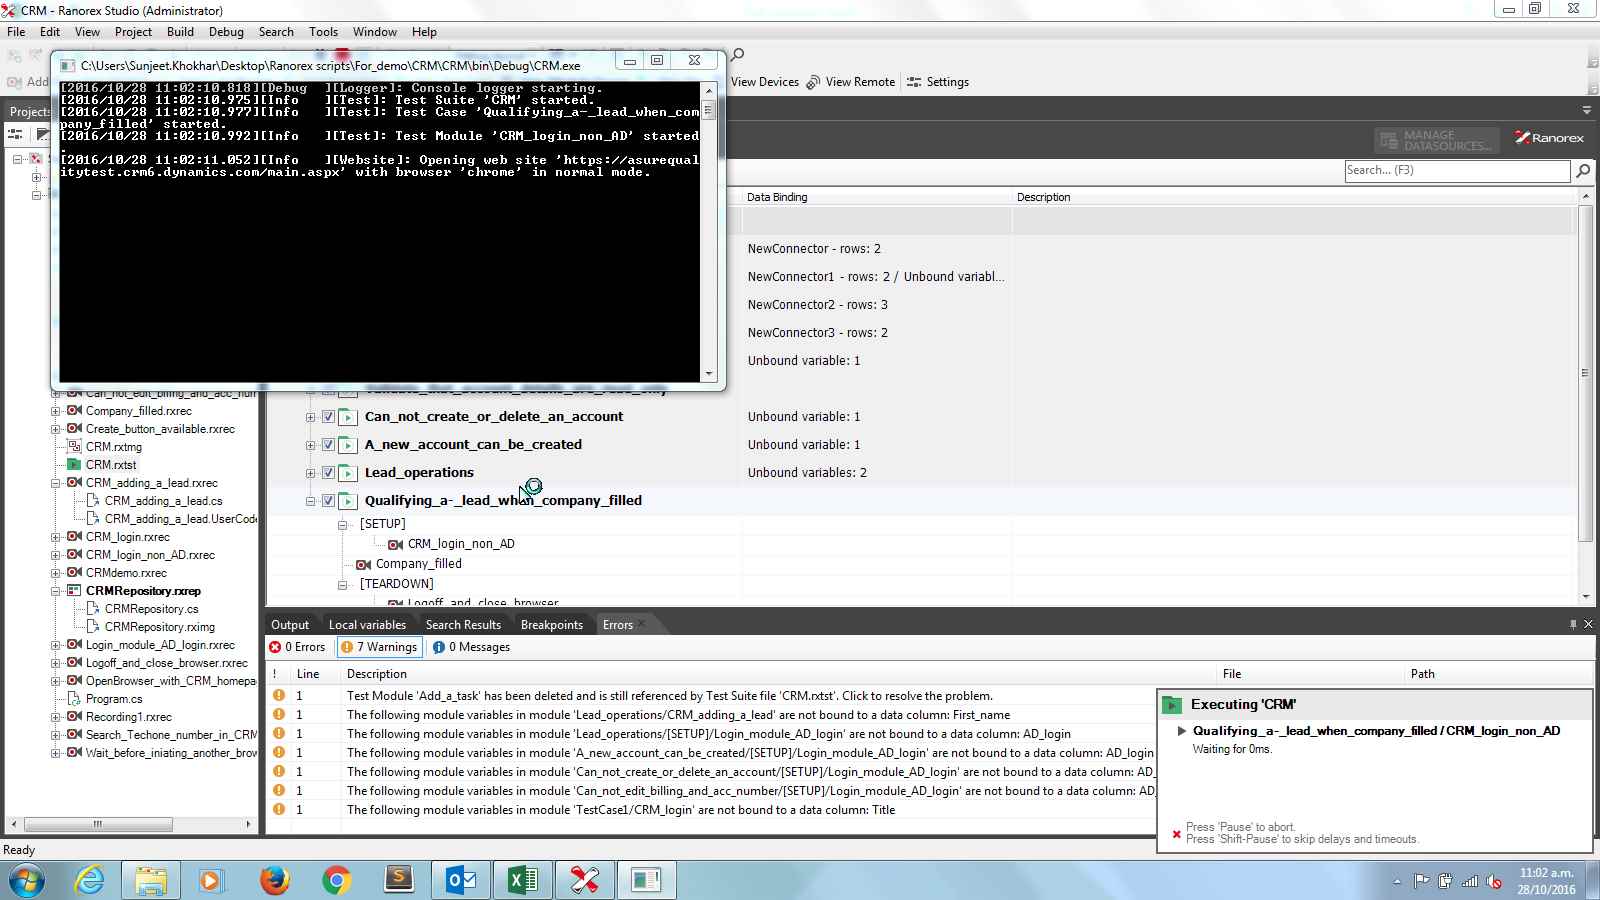 CRM - Ranorex Studio (Administrator)
File Edit View Project Build Debug Search Tools Window Help
Add
View Devices View Remote Settings
Projects
C:\Users\Sunjeet.Khokhar\Desktop\Ranorex scripts\For_demo\CRM\CRM\bin\Debug\CRM.exe
[2016/10/28 11:02:10.818][Debug ][Logger]: Console logger starting.
[2016/10/28 11:02:10.975][Info ][Test]: Test Suite 'CRM' started.
[2016/10/28 11:02:10.977][Info ][Test]: Test Case 'Qualifying_a-_lead_when_com
pany_filled' started.
[2016/10/28 11:02:10.992][Info ][Test]: Test Module 'CRM_login_non_AD' started
.
[2016/10/28 11:02:11.052][Info ][Website]: Opening web site 'https://asurequal
itytest.crm6.dynamics.com/main.aspx' with browser 'chrome' in normal mode.
MANAGE
DATASOURCES...
Ranorex
Search... (F3)
Data Binding Description
NewConnector - rows: 2
NewConnector1 - rows: 2 / Unbound variabl...
NewConnector2 - rows: 3
NewConnector3 - rows: 2
Unbound variable: 1
Can_not_create_or_delete_an_account Unbound variable: 1
A_new_account_can_be_created Unbound variable: 1
Lead_operations Unbound variables: 2
Qualifying_a-_lead_when_company_filled
[SETUP]
CRM_login_non_AD
Company_filled
[TEARDOWN]
Logoff_and_close_browser
Can_not_edit_billing_and_acc_num
Company_filled.rxrec
Create_button_available.rxrec
CRM.rxtmg
CRM.rxtst
CRM_adding_a_lead.rxrec
CRM_adding_a_lead.cs
CRM_adding_a_lead.UserCode
CRM_login.rxrec
CRM_login_non_AD.rxrec
CRMdemo.rxrec
CRMRepository.rxrep
CRMRepository.cs
CRMRepository.rximg
Login_module_AD_login.rxrec
Logoff_and_close_browser.rxrec
OpenBrowser_with_CRM_homepa
Program.cs
Recording1.rxrec
Search_Techone_number_in_CRM
Wait_before_iniating_another_brow
Output Local variables Search Results Breakpoints Errors
0 Errors 7 Warnings 0 Messages
! Line Description File Path
1 Test Module 'Add_a_task' has been deleted and is still referenced by Test Suite file 'CRM.rxtst'. Click to resolve the problem.
1 The following module variables in module 'Lead_operations/CRM_adding_a_lead' are not bound to a data column: First_name
1 The following module variables in module 'Lead_operations/[SETUP]/Login_module_AD_login' are not bound to a data column: AD_login
1 The following module variables in module 'A_new_account_can_be_created/[SETUP]/Login_module_AD_login' are not bound to a data column: AD_login
1 The following module variables in module 'Can_not_create_or_delete_an_account/[SETUP]/Login_module_AD_login' are not bound to a data column: AD_
1 The following module variables in module 'Can_not_edit_billing_and_acc_number/[SETUP]/Login_module_AD_login' are not bound to a data column: AD_
1 The following module variables in module 'TestCase1/CRM_login' are not bound to a data column: Title
Executing 'CRM'
Qualifying_a-_lead_when_company_filled / CRM_login_non_AD
Waiting for 0ms.
Press 'Pause' to abort.
Press 'Shift-Pause' to skip delays and timeouts.
Ready
11:02 a.m.
28/10/2016